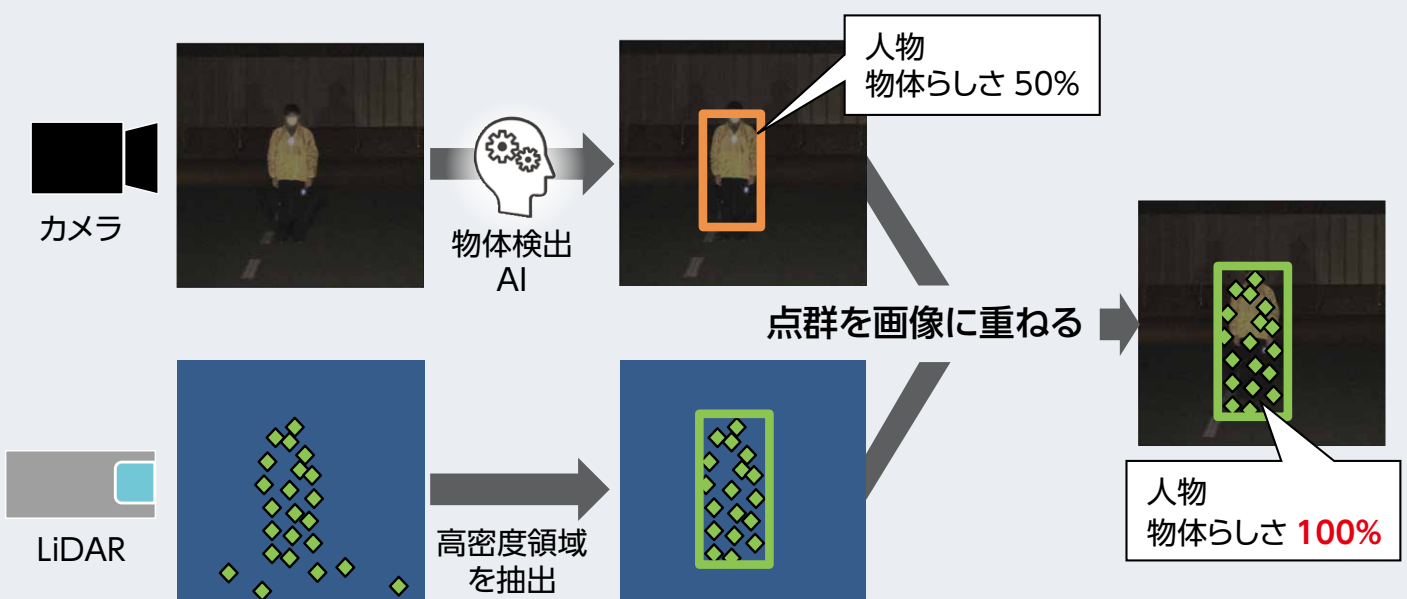 カメラ
物体検出
AI
人物
物体らしさ 50%
LiDAR
高密度領域
を抽出
点群を画像に重ねる
人物
物体らしさ 100%